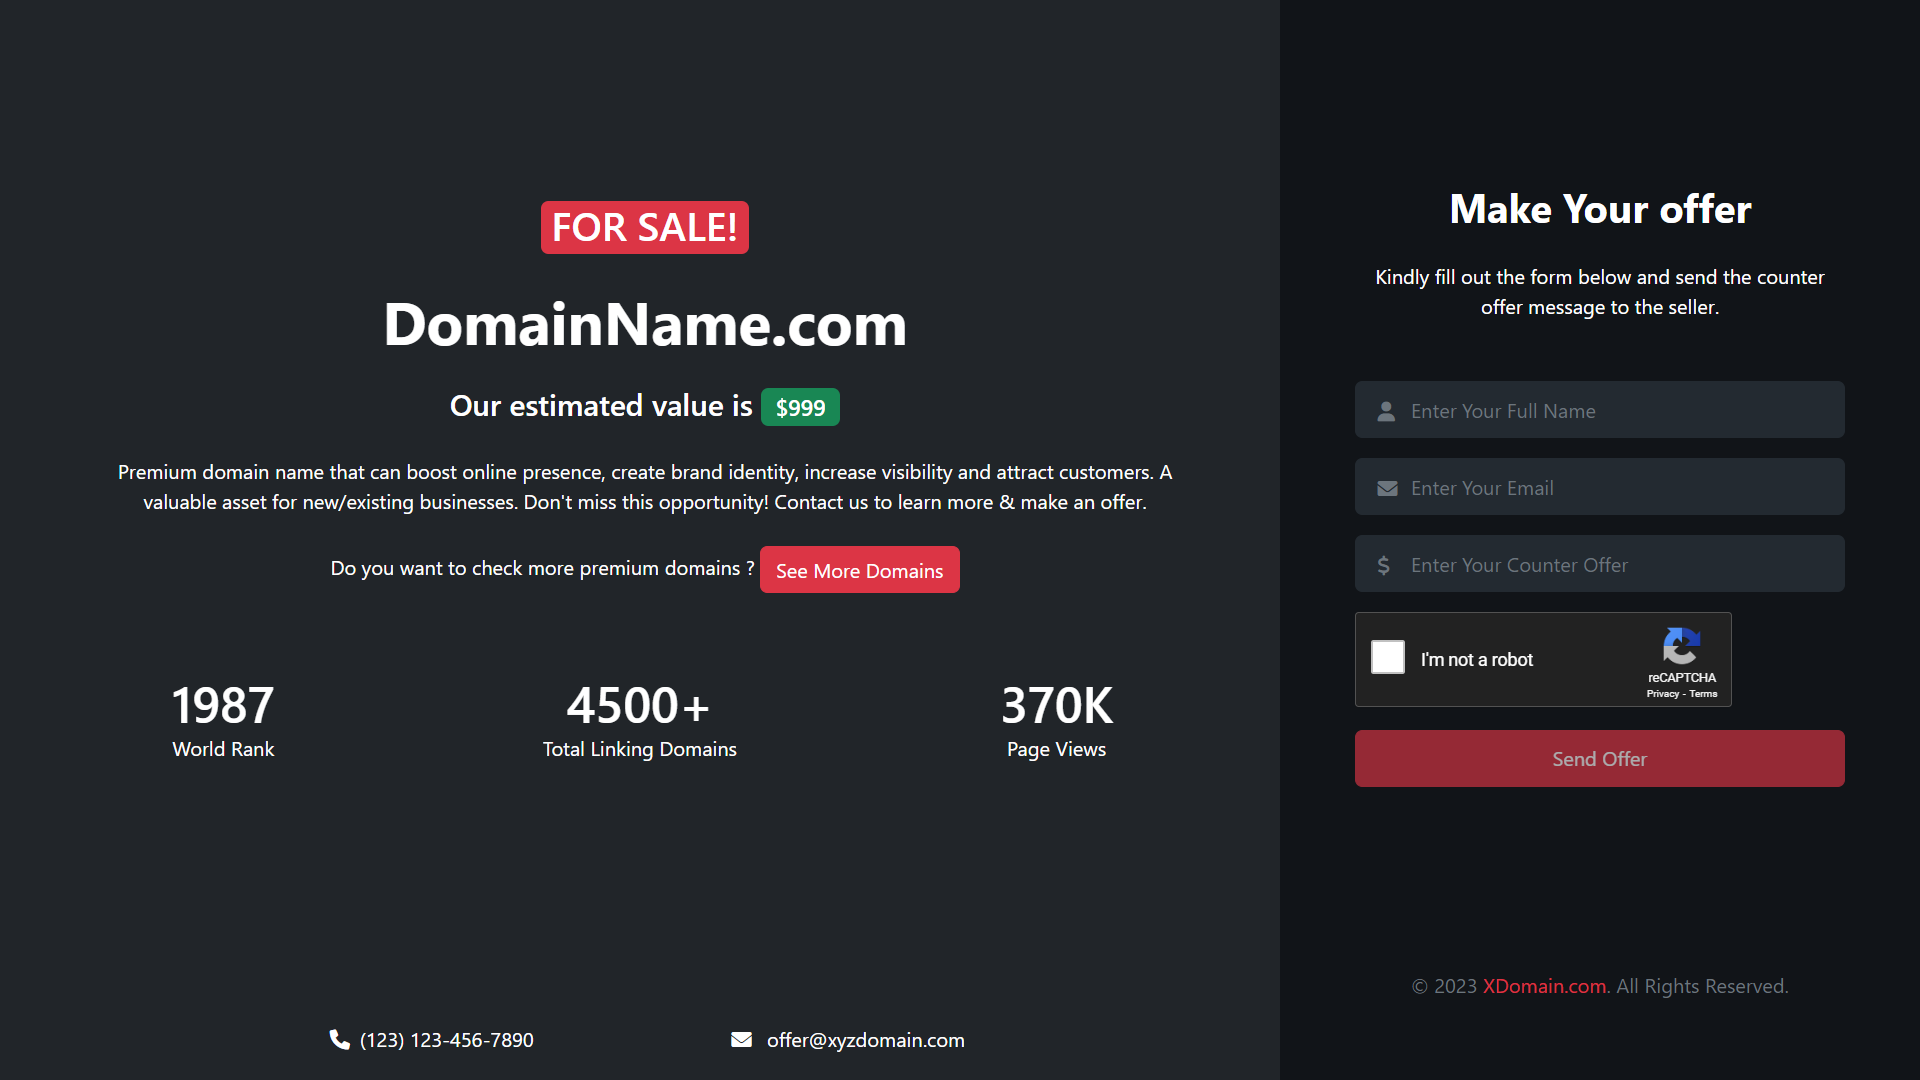 FOR SALE!
DomainName.com
Our estimated value is $999
Premium domain name that can boost online presence, create brand identity, increase visibility and attract customers. A
valuable asset for new/existing businesses. Don't miss this opportunity! Contact us to learn more & make an offer.
Do you want to check more premium domains ? See More Domains
1987
World Rank
4500+
Total Linking Domains
370K
Page Views
(123) 123-456-7890
offer@xyzdomain.com
Make Your offer
Kindly fill out the form below and send the counter
offer message to the seller.
Enter Your Full Name
Enter Your Email
Enter Your Counter Offer
I'm not a robot
reCAPTCHA
Privacy - Terms
Send Offer
© 2023 XDomain.com. All Rights Reserved.